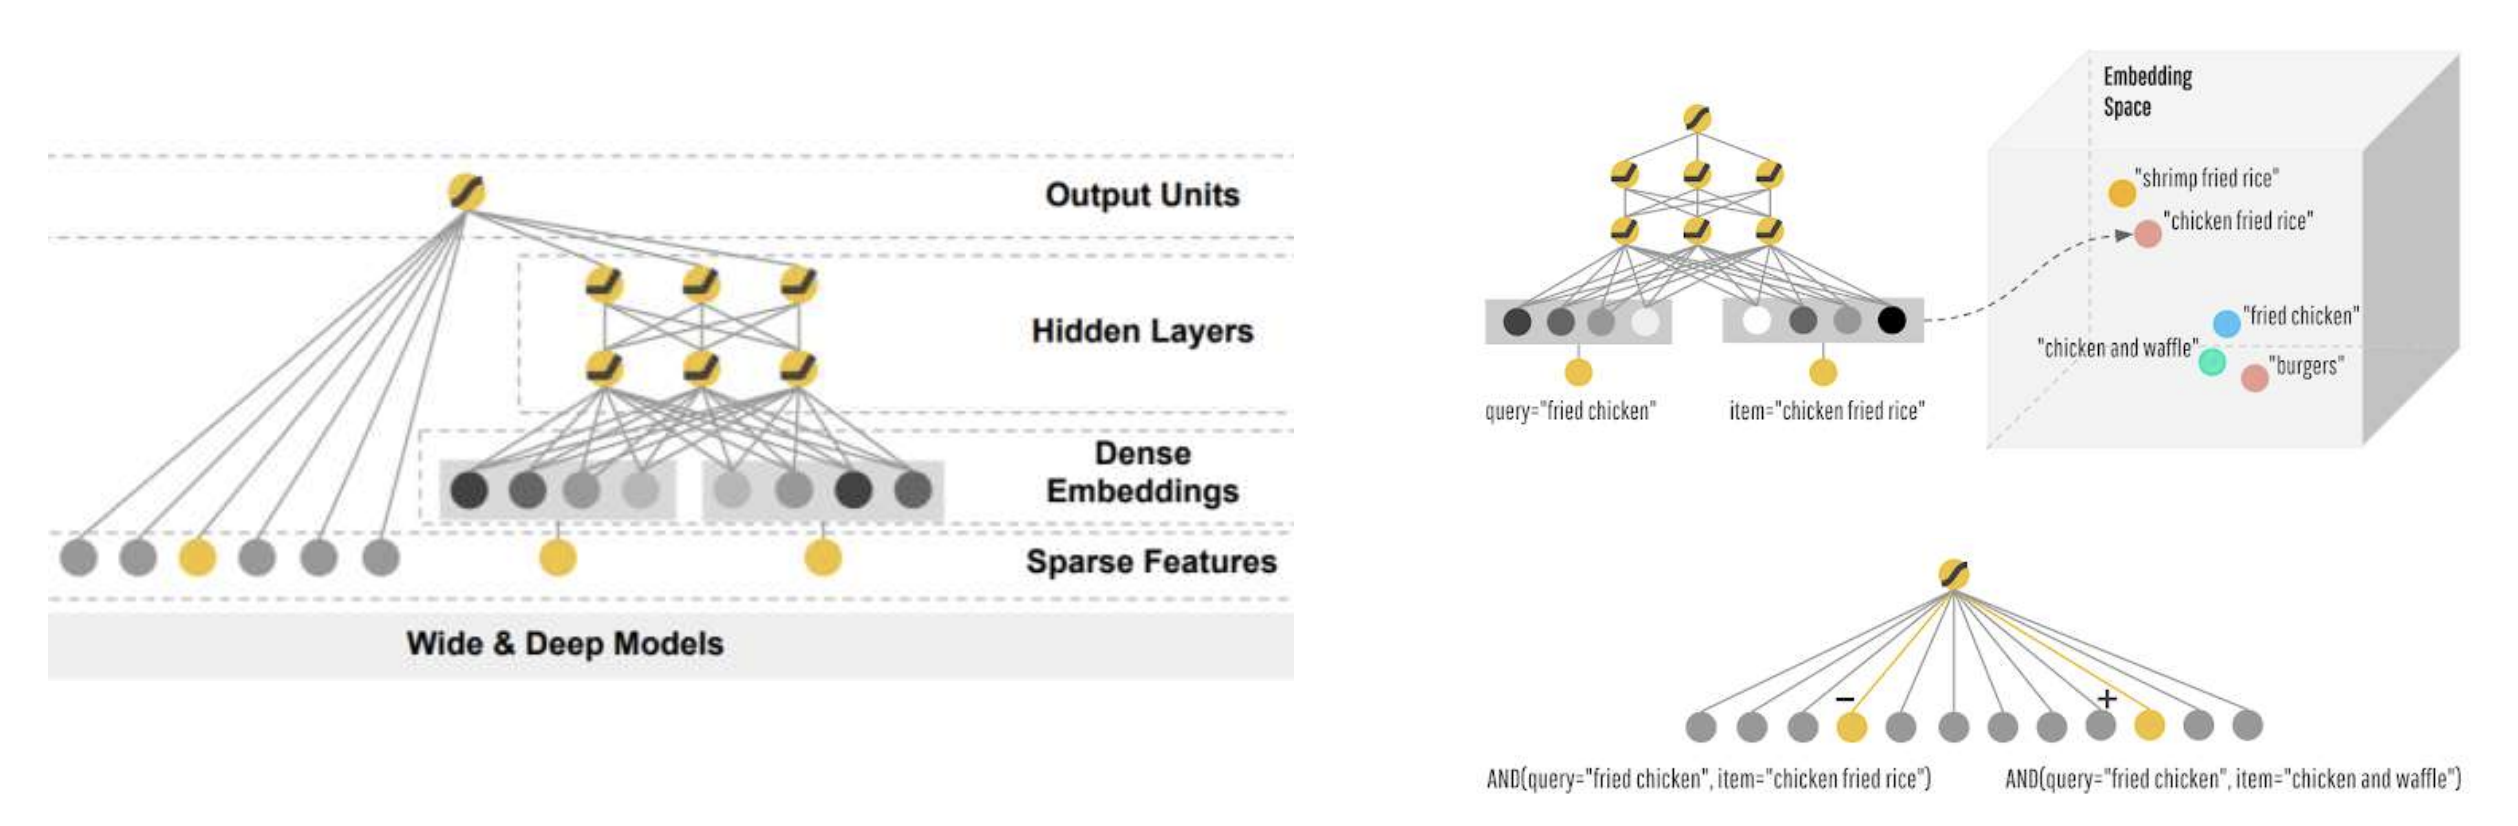 Output Units
Hidden Layers
Dense
Embeddings
Sparse Features
Wide & Deep Models
Embedding
Space
"shrimp fried rice"
"chicken fried rice"
"fried chicken"
"chicken and waffle"
"burgers"
query="fried chicken"
item="chicken fried rice"
−
+
AND(query="fried chicken", item="chicken fried rice")
AND(query="fried chicken", item="chicken and waffle")